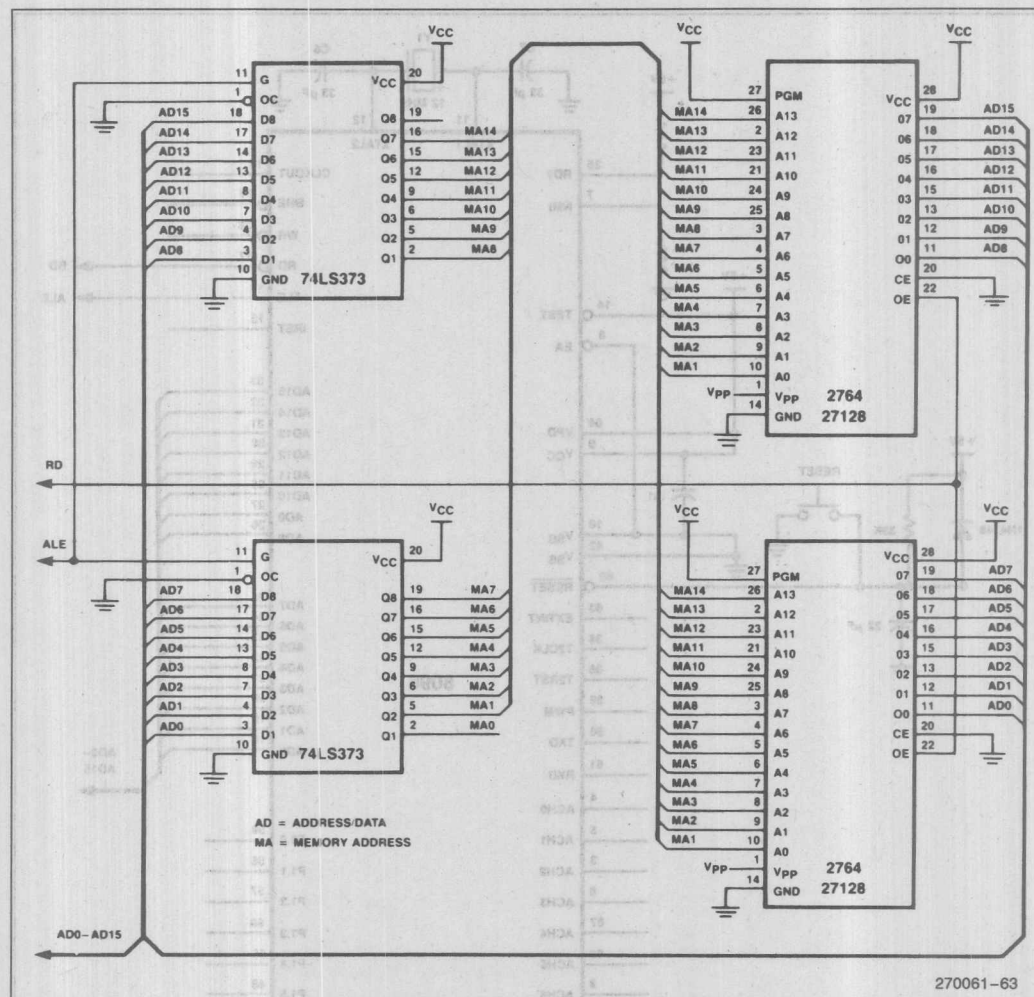 VCC
11 G
1 OC
AD15 18 D8
AD14 17 D7
AD13 14 D6
AD12 13 D5
AD11 8 D4
AD10 7 D3
AD9 4 D2
AD8 3 D1
10 GND
74LS373
VCC 20
Q8 19
Q7 16 MA14
Q6 15 MA13
Q5 12 MA12
Q4 9 MA11
Q3 6 MA10
Q2 5 MA9
Q1 2 MA8
VCC
VCC
27 PGM
MA14 26 A13
MA13 2 A12
MA12 23 A11
MA11 21 A10
MA10 24 A9
MA9 25 A8
MA8 3 A7
MA7 4 A6
MA6 5 A5
MA5 6 A4
MA4 7 A3
MA3 8 A2
MA2 9 A1
MA1 10 A0
VPP 1 VPP
14 GND
2764
27128
VCC 28
07 19 AD15
06 18 AD14
05 17 AD13
04 16 AD12
03 15 AD11
02 13 AD10
01 12 AD9
O0 11 AD8
CE 20
OE 22
RD
ALE
VCC
11 G
1 OC
AD7 18 D8
AD6 17 D7
AD5 14 D6
AD4 13 D5
AD3 8 D4
AD2 7 D3
AD1 4 D2
AD0 3 D1
10 GND
74LS373
VCC 20
Q8 19 MA7
Q7 16 MA6
Q6 15 MA5
Q5 12 MA4
Q4 9 MA3
Q3 6 MA2
Q2 5 MA1
Q1 2 MA0
VCC
VCC
27 PGM
MA14 26 A13
MA13 2 A12
MA12 23 A11
MA11 21 A10
MA10 24 A9
MA9 25 A8
MA8 3 A7
MA7 4 A6
MA6 5 A5
MA5 6 A4
MA4 7 A3
MA3 8 A2
MA2 9 A1
MA1 10 A0
VPP 1 VPP
14 GND
2764
27128
VCC 28
07 19 AD7
06 18 AD6
05 17 AD5
04 16 AD4
03 15 AD3
02 13 AD2
01 12 AD1
O0 11 AD0
CE 20
OE 22
AD = ADDRESS/DATA
MA = MEMORY ADDRESS
AD0–AD15
270061–63